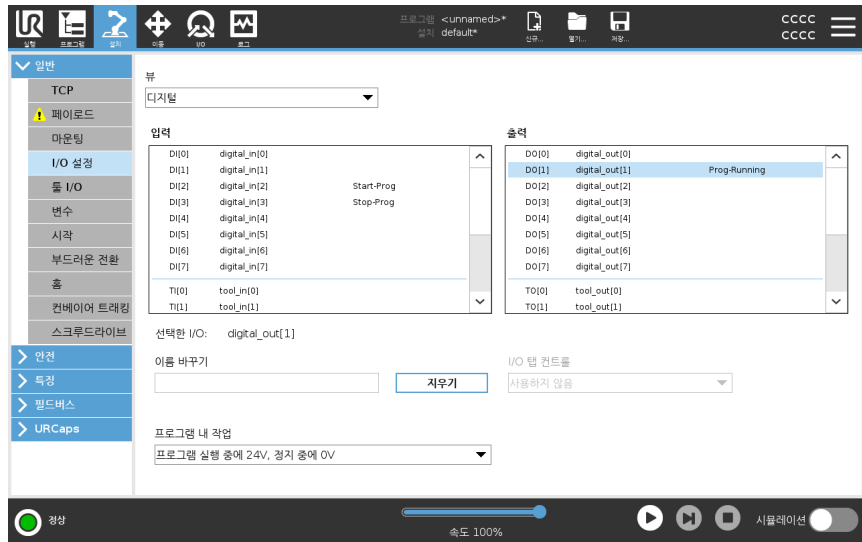 실행 프로그램 설치 이동 I/O 로그
프로그램 <unnamed>*
설치 default*
신규... 열기... 저장...
CCCC
CCCC
일반
TCP
페이로드
마운팅
I/O 설정
툴 I/O
변수
시작
부드러운 전환
홈
컨베이어 트래킹
스크루드라이브
안전
특징
필드버스
URCaps
뷰
디지털
입력
DI[0] digital_in[0]
DI[1] digital_in[1]
DI[2] digital_in[2] Start-Prog
DI[3] digital_in[3] Stop-Prog
DI[4] digital_in[4]
DI[5] digital_in[5]
DI[6] digital_in[6]
DI[7] digital_in[7]
TI[0] tool_in[0]
TI[1] tool_in[1]
출력
DO[0] digital_out[0]
DO[1] digital_out[1] Prog-Running
DO[2] digital_out[2]
DO[3] digital_out[3]
DO[4] digital_out[4]
DO[5] digital_out[5]
DO[6] digital_out[6]
DO[7] digital_out[7]
TO[0] tool_out[0]
TO[1] tool_out[1]
선택한 I/O: digital_out[1]
이름 바꾸기
지우기
I/O 탭 컨트롤
사용하지 않음
프로그램 내 작업
프로그램 실행 중에 24V, 정지 중에 0V
정상
속도 100%
시뮬레이션